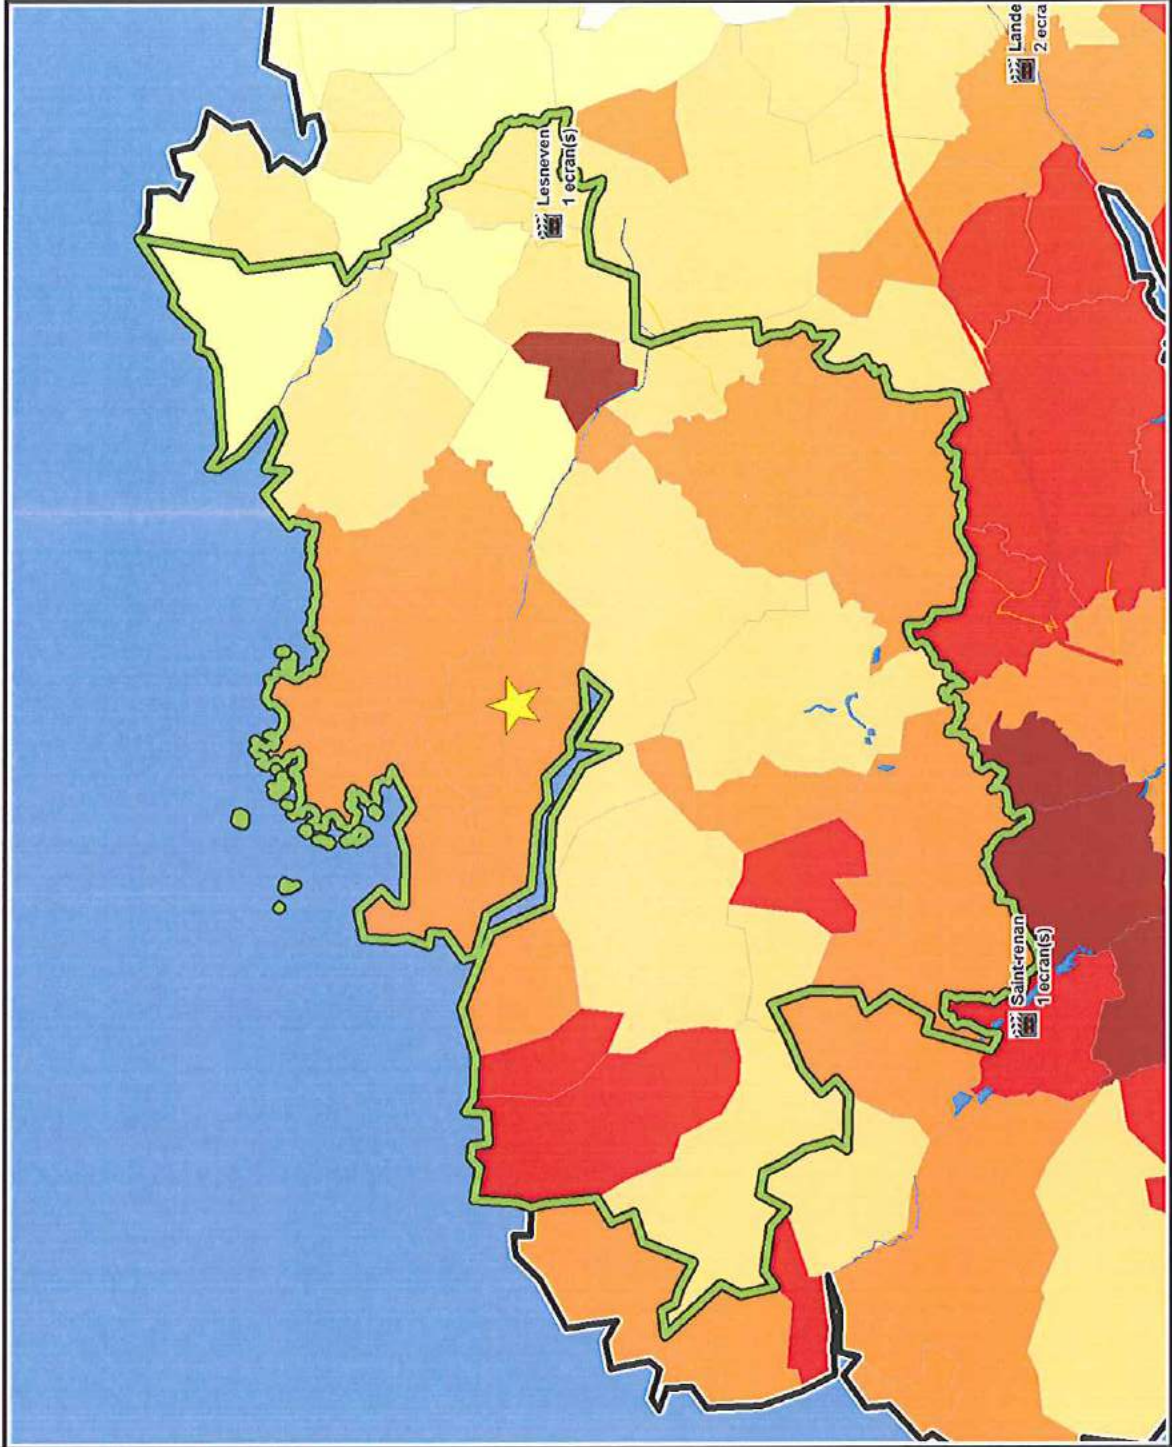 Lesneven
1 ecran(s)
Lande
2 ecra
Saint-renan
1 ecran(s)